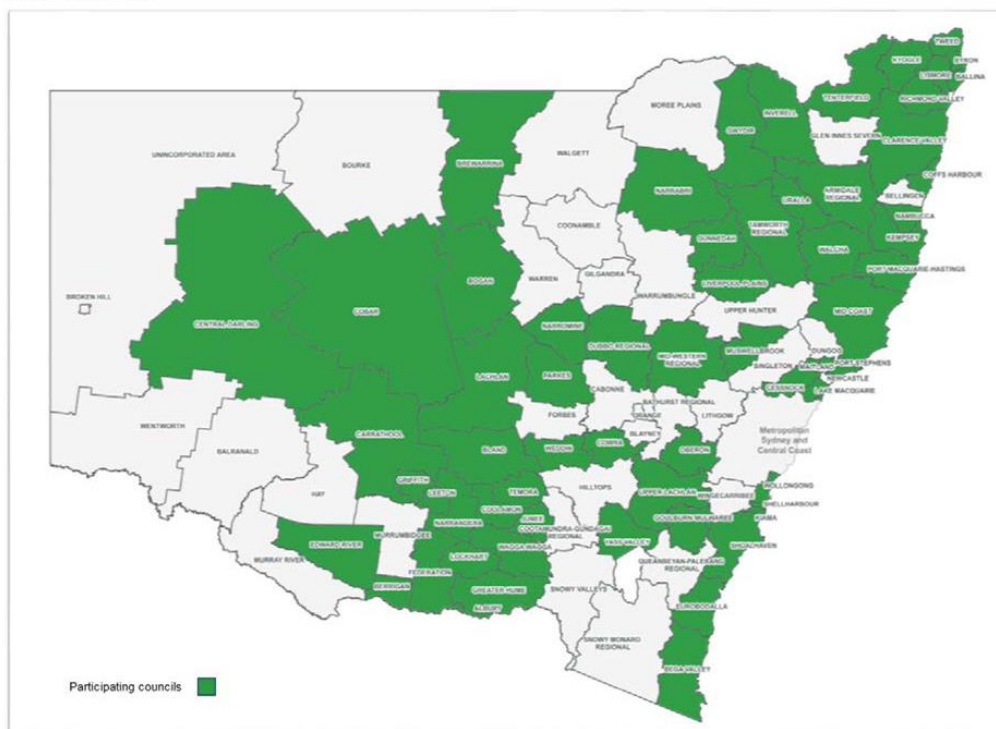 TWEED
KYOGLE
BYRON
LISMORE
BALLINA
TENTERFIELD
RICHMOND VALLEY
MOREE PLAINS
INVERELL
GWYDIR
GLEN INNES SEVERN
CLARENCE VALLEY
UNINCORPORATED AREA
BOURKE
BREWARRINA
WALGETT
COFFS HARBOUR
NARRABRI
ARMIDALE
REGIONAL
URALLA
BELLINGEN
NAMBUCCA
COONAMBLE
GUNNEDAH
TAMWORTH
REGIONAL
KEMPSEY
WALCHA
BOGAN
WARREN
GILGANDRA
PORT MACQUARIE-HASTINGS
LIVERPOOL PLAINS
BROKEN HILL
WARRUMBUNGLE
UPPER HUNTER
MID COAST
COBAR
CENTRAL DARLING
NARROMINE
DUBBO REGIONAL
MID-WESTERN
REGIONAL
MUSWELLBROOK
DUNGOG
SINGLETON
MAITLAND
PORT STEPHENS
NEWCASTLE
LACHLAN
PARKES
CABONNE
CESSNOCK
LAKE MACQUARIE
BATHURST REGIONAL
FORBES
ORANGE
LITHGOW
WENTWORTH
BLAYNEY
Metropolitan
Sydney and
Central Coast
CARRATHOOL
BLAND
WEDDIN
COWRA
OBERON
BALRANALD
GRIFFITH
HAY
LEETON
TEMORA
HILLTOPS
UPPER LACHLAN
WINGECARRIBEE
WOLLONGONG
SHELLHARBOUR
COOLAMON
JUNEE
NARRANDERA
COOTAMUNDRA-GUNDAGAI
REGIONAL
GOULBURN MULWAREE
KIAMA
MURRUMBIDGEE
EDWARD RIVER
LOCKHART
WAGGA WAGGA
YASS VALLEY
SHOALHAVEN
MURRAY RIVER
FEDERATION
QUEANBEYAN-PALERANG
REGIONAL
BERRIGAN
GREATER HUME
SNOWY VALLEYS
ALBURY
EUROBODALLA
SNOWY MONARO
REGIONAL
BEGA VALLEY
Participating councils